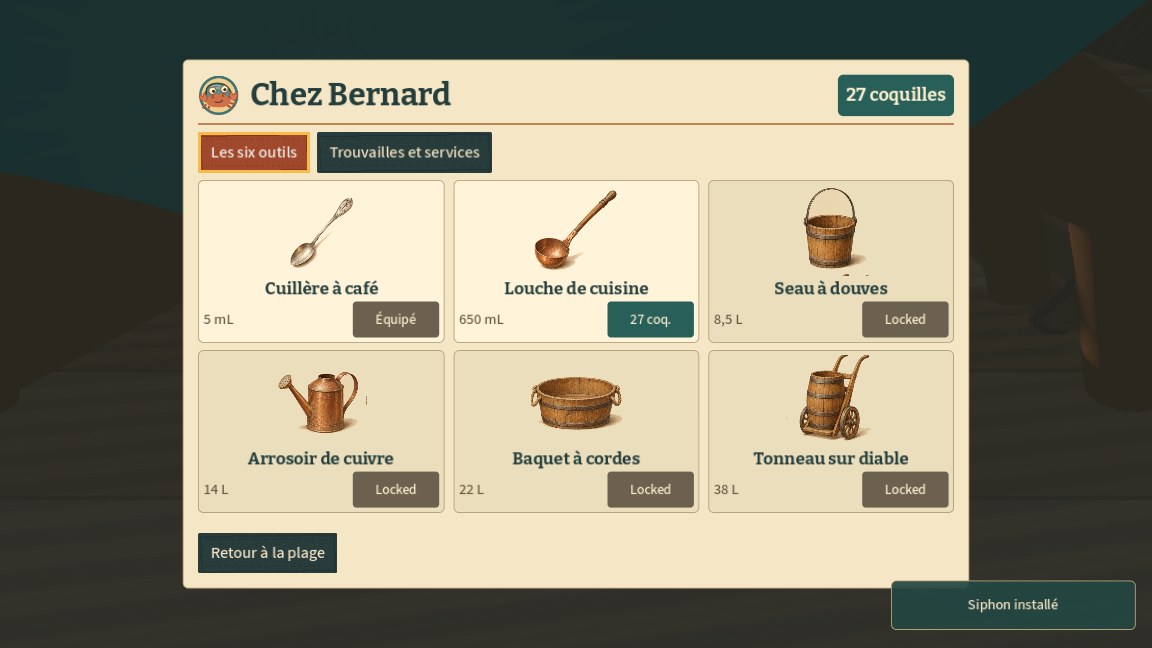 Chez Bernard
27 coquilles
Les six outils
Trouvailles et services
Cuillère à café
5 mL
Équipé
Louche de cuisine
650 mL
27 coq.
Seau à douves
8,5 L
Locked
Arrosoir de cuivre
14 L
Locked
Baquet à cordes
22 L
Locked
Tonneau sur diable
38 L
Locked
Retour à la plage
Siphon installé